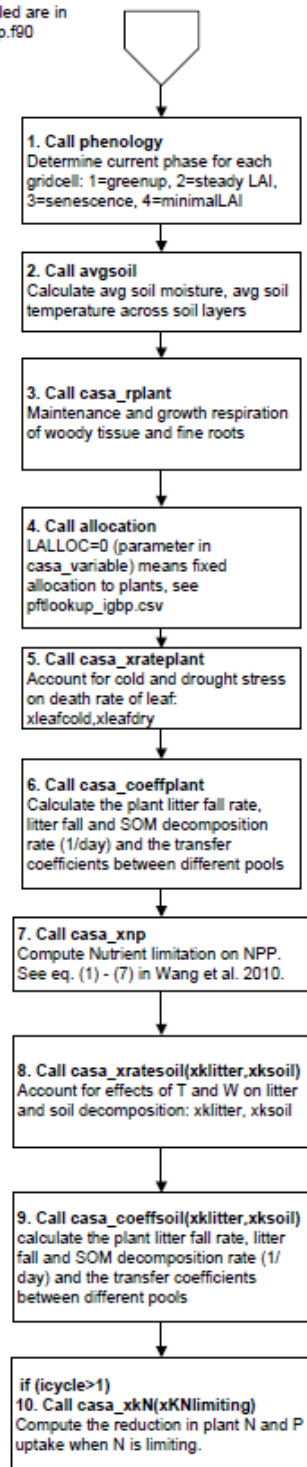 led are in
p.f90
1. Call phenology
Determine current phase for each
gridcell: 1=greenup, 2=steady LAI,
3=senescence, 4=minimalLAI
2. Call avgsoil
Calculate avg soil moisture, avg soil
temperature across soil layers
3. Call casa_rplant
Maintenance and growth respiration
of woody tissue and fine roots
4. Call allocation
LALLOC=0 (parameter in
casa_variable) means fixed
allocation to plants, see
pftlookup_igbp.csv
5. Call casa_xrateplant
Account for cold and drought stress
on death rate of leaf:
xleafcold,xleafdry
6. Call casa_coeffplant
Calculate the plant litter fall rate,
litter fall and SOM decomposition
rate (1/day) and the transfer
coefficients between different pools
7. Call casa_xnp
Compute Nutrient limitation on NPP.
See eq. (1) - (7) in Wang et al. 2010.
8. Call casa_xratesoil(xklitter,xksoil)
Account for effects of T and W on litter
and soil decomposition: xklitter, xksoil
9. Call casa_coeffsoil(xklitter,xksoil)
calculate the plant litter fall rate, litter
fall and SOM decomposition rate (1/
day) and the transfer coefficients
between different pools
if (icycle>1)
10. Call casa_xkN(xKNlimiting)
Compute the reduction in plant N and P
uptake when N is limiting.